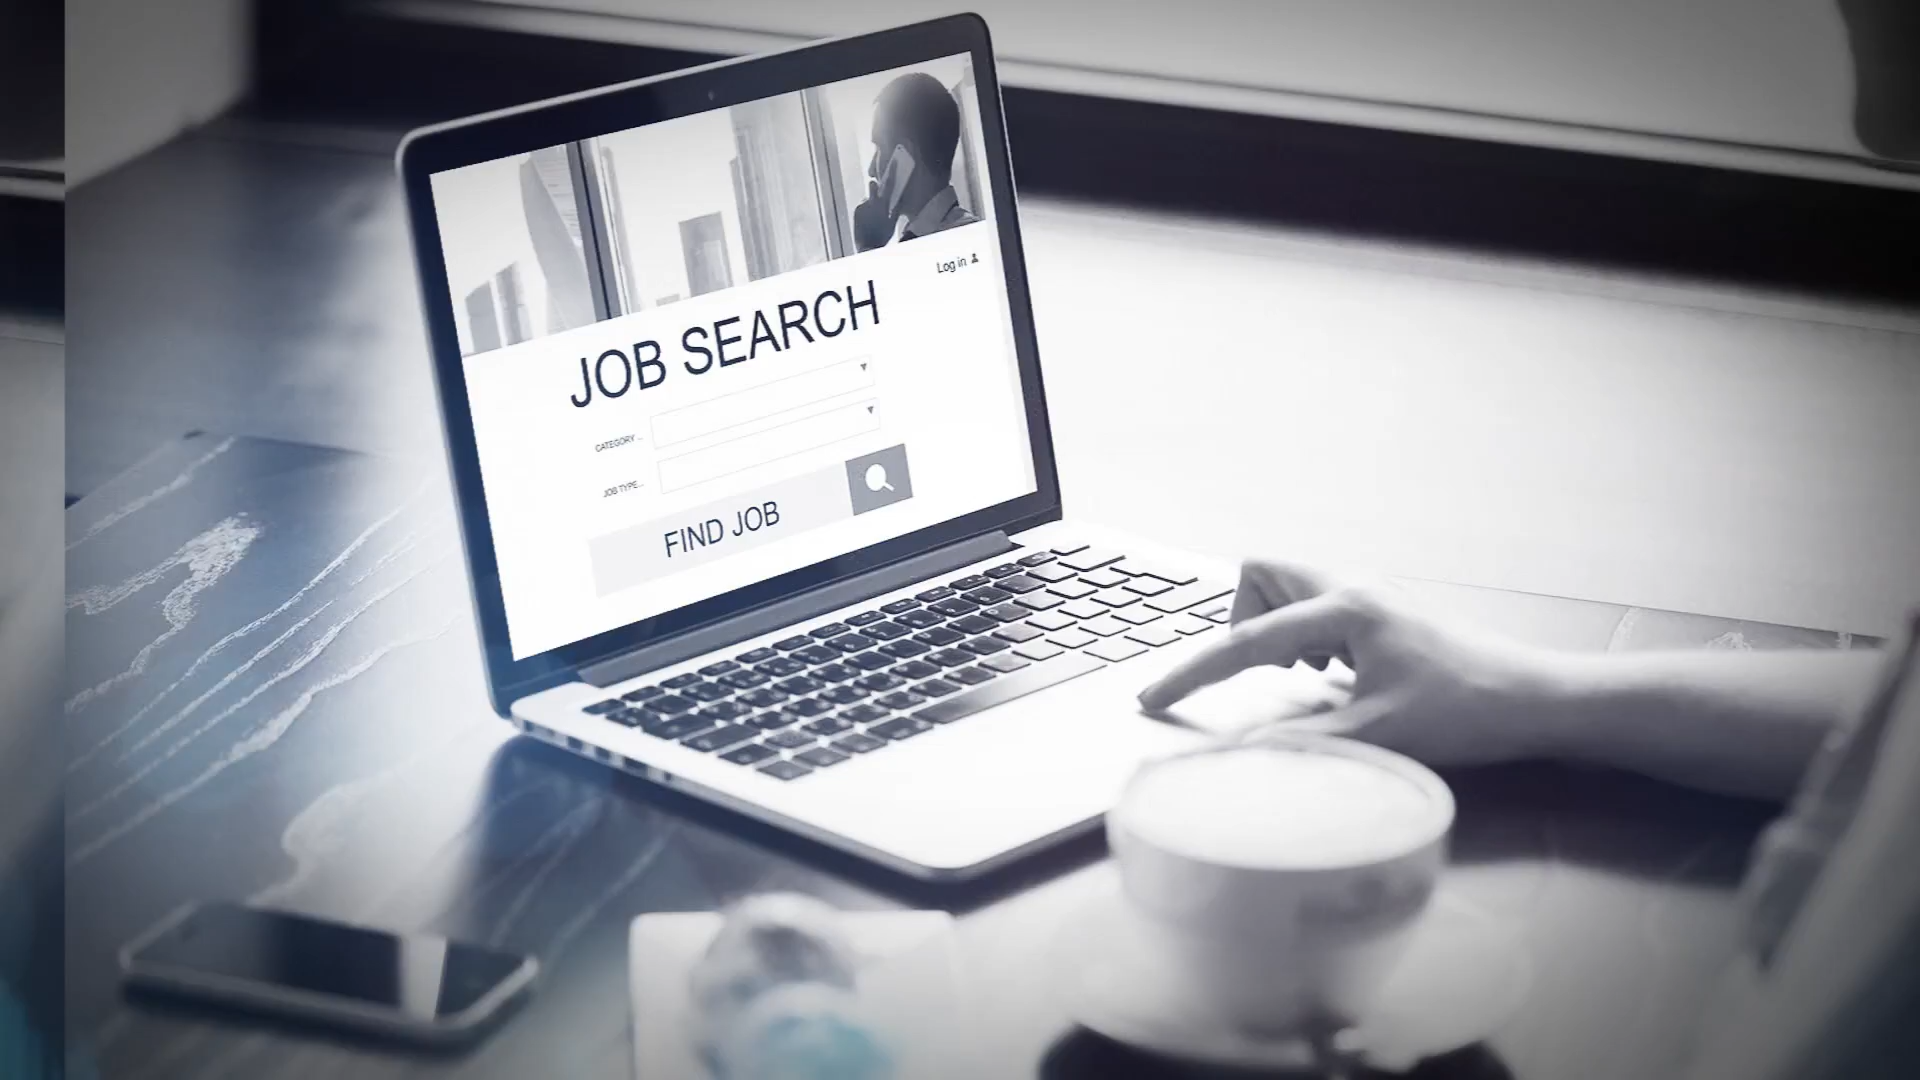 Log in
JOB SEARCH
CATEGORY ...
JOB TYPE...
FIND JOB